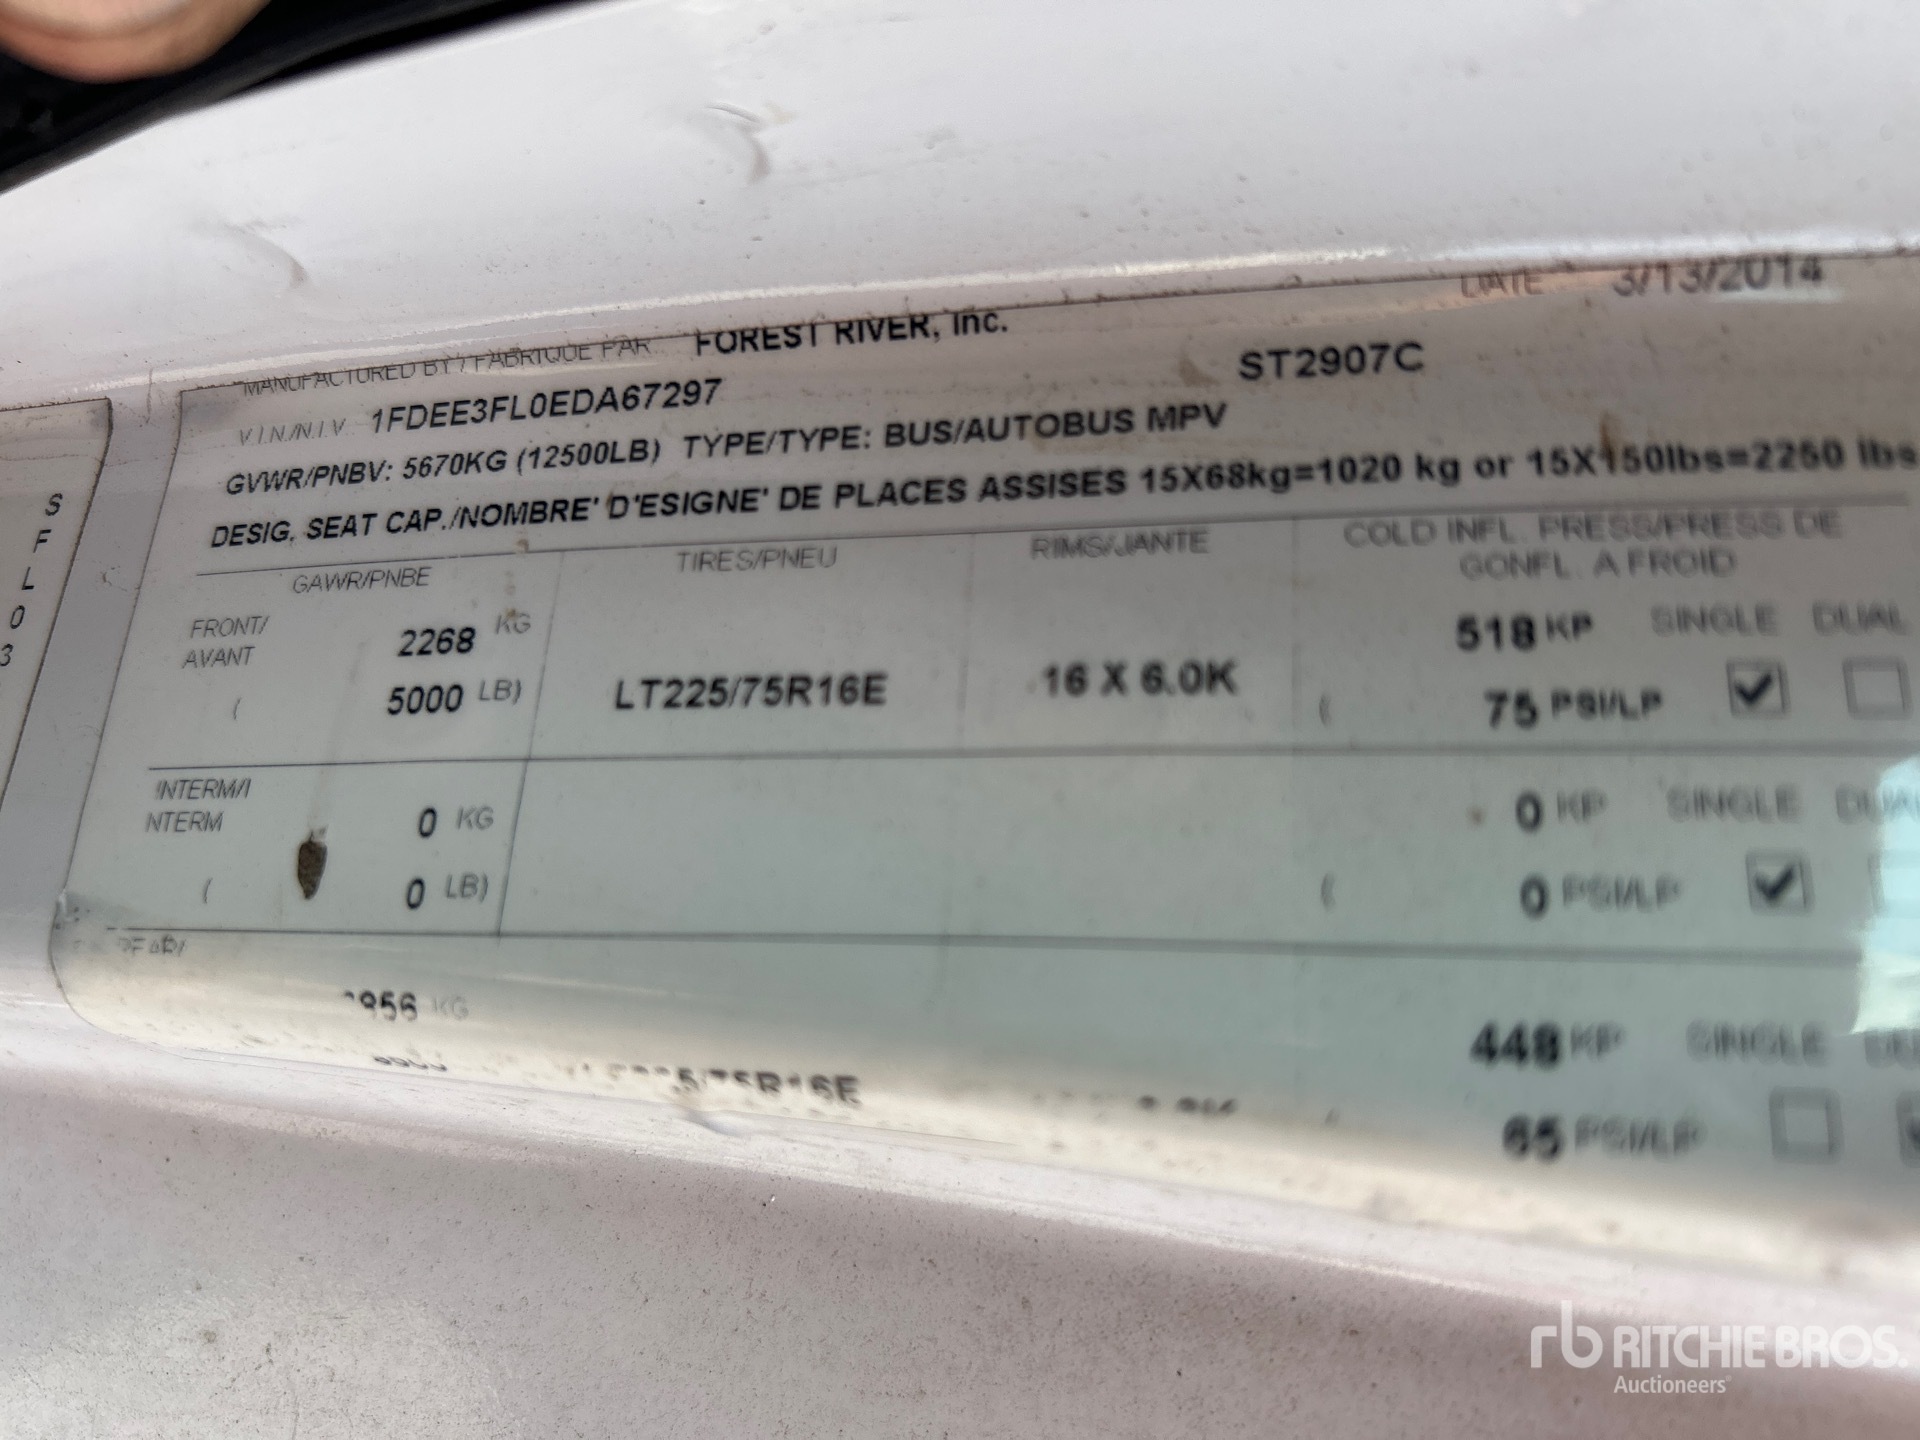 S
F
L
0
3
DATE 3/13/2014
MANUFACTURED BY / FABRIQUE PAR FOREST RIVER, Inc.
V.I.N./N.I.V. 1FDEE3FL0EDA67297 ST2907C
GVWR/PNBV: 5670KG (12500LB) TYPE/TYPE: BUS/AUTOBUS MPV
DESIG. SEAT CAP./NOMBRE' D'ESIGNE' DE PLACES ASSISES 15X68kg=1020 kg or 15X150lbs=2250 lbs
GAWR/PNBE TIRES/PNEU RIMS/JANTE COLD INFL. PRESS/PRESS DE
GONFL. A FROID
FRONT/ 2268 KG 518 KP SINGLE DUAL
AVANT
( 5000 LB) LT225/75R16E 16 X 6.0K ( 75 PSI/LP
INTERM/I 0 KG 0 KP SINGLE
NTERM
( 0 LB) ( 0 PSI/LP
956 KG 448 KP SINGLE
75R16E 65 PSI/LP
rb RITCHIE BROS.
Auctioneers